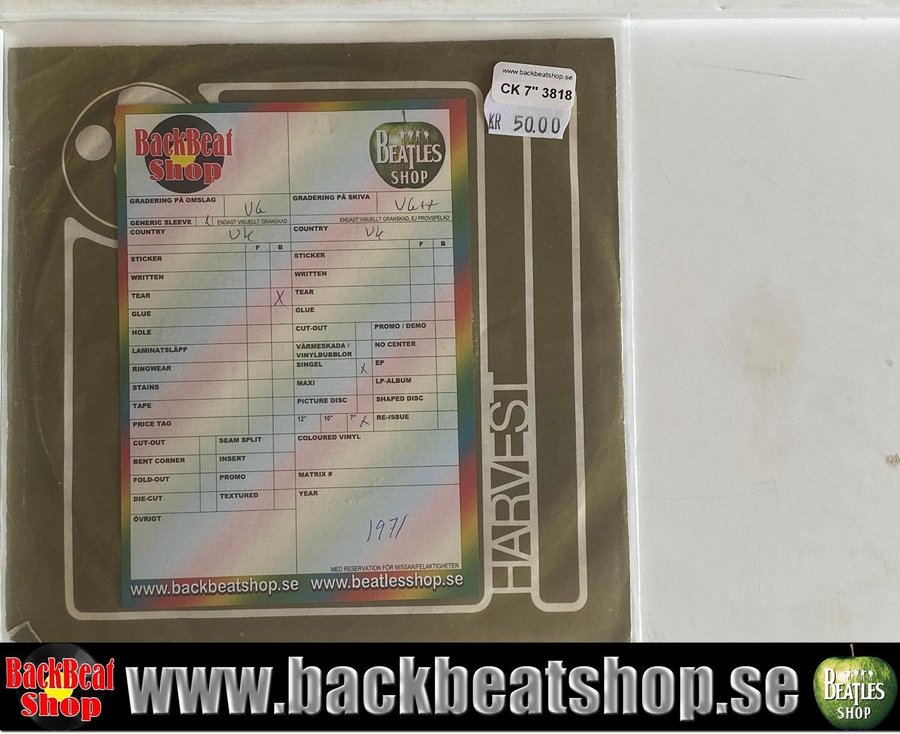 www.backbeatshop.se
CK 7" 3818
KR 50.00
BackBeat Shop
BEATLES SHOP
GRADERING PÅ OMSLAG VG
GRADERING PÅ SKIVA VG++
GENERIC SLEEVE ENDAST VISUELLT GRANSKAD
ENDAST VISUELLT GRANSKAD, EJ PROVSPELAD
COUNTRY UK
COUNTRY UK
F B
F B
STICKER
STICKER
WRITTEN
WRITTEN
TEAR X
TEAR
GLUE
GLUE
HOLE
CUT-OUT
PROMO / DEMO
LAMINATSLÄPP
VÄRMESKADA / VINYLBUBBLOR
NO CENTER
RINGWEAR
SINGEL X
EP
STAINS
MAXI
LP-ALBUM
TAPE
PICTURE DISC
SHAPED DISC
PRICE TAG
12" 10" 7" X
RE-ISSUE
CUT-OUT
SEAM SPLIT
COLOURED VINYL
BENT CORNER
INSERT
FOLD-OUT
PROMO
MATRIX #
DIE-CUT
TEXTURED
YEAR
ÖVRIGT
1971
MED RESERVATION FÖR MISSAR/FELAKTIGHETER
www.backbeatshop.se www.beatlesshop.se
HARVEST
BackBeat Shop
www.backbeatshop.se
BEATLES SHOP